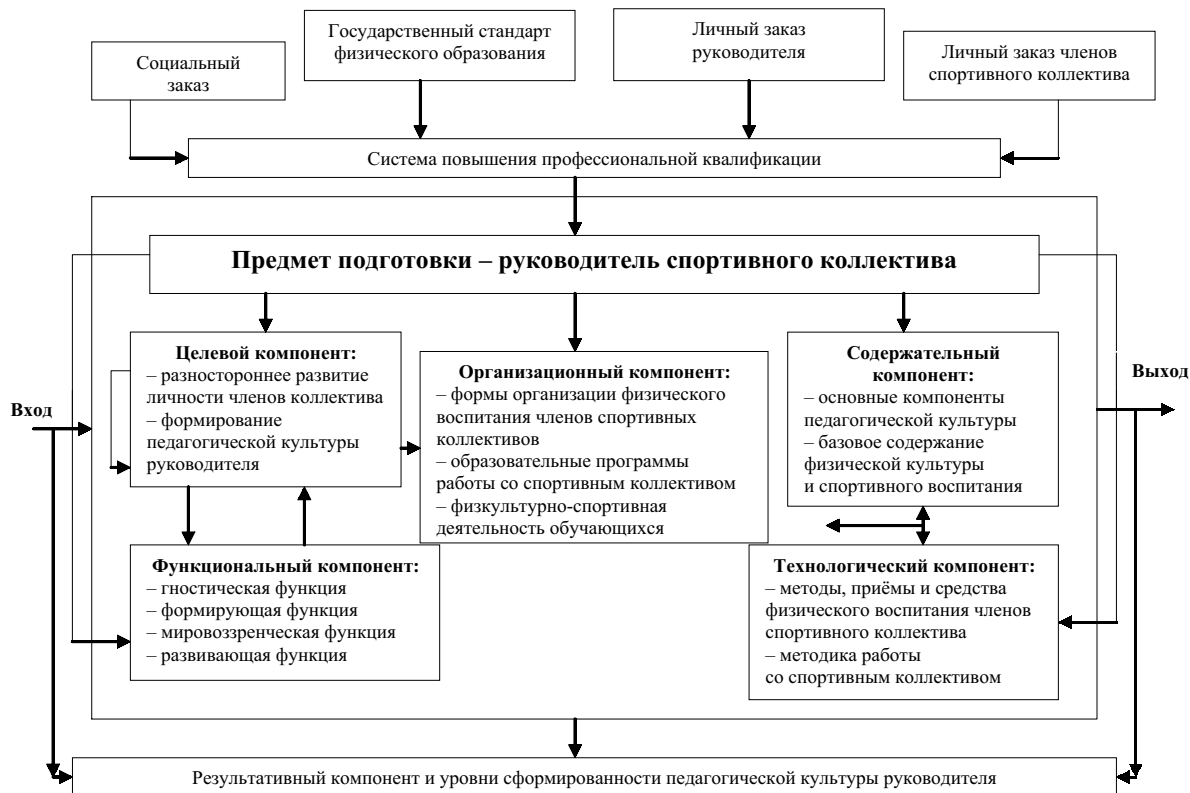 Социальный
заказ
Государственный стандарт
физического образования
Личный заказ
руководителя
Личный заказ членов
спортивного коллектива
Система повышения профессиональной квалификации
Предмет подготовки – руководитель спортивного коллектива
Вход
Целевой компонент:
– разностороннее развитие
личности членов коллектива
– формирование
педагогической культуры
руководителя
Организационный компонент:
– формы организации физического
воспитания членов спортивных
коллективов
– образовательные программы
работы со спортивным коллективом
– физкультурно-спортивная
деятельность обучающихся
Содержательный
компонент:
– основные компоненты
педагогической культуры
– базовое содержание
физической культуры
и спортивного воспитания
Выход
Функциональный компонент:
– гностическая функция
– формирующая функция
– мировоззренческая функция
– развивающая функция
Технологический компонент:
– методы, приёмы и средства
физического воспитания членов
спортивного коллектива
– методика работы
со спортивным коллективом
Результативный компонент и уровни сформированности педагогической культуры руководителя